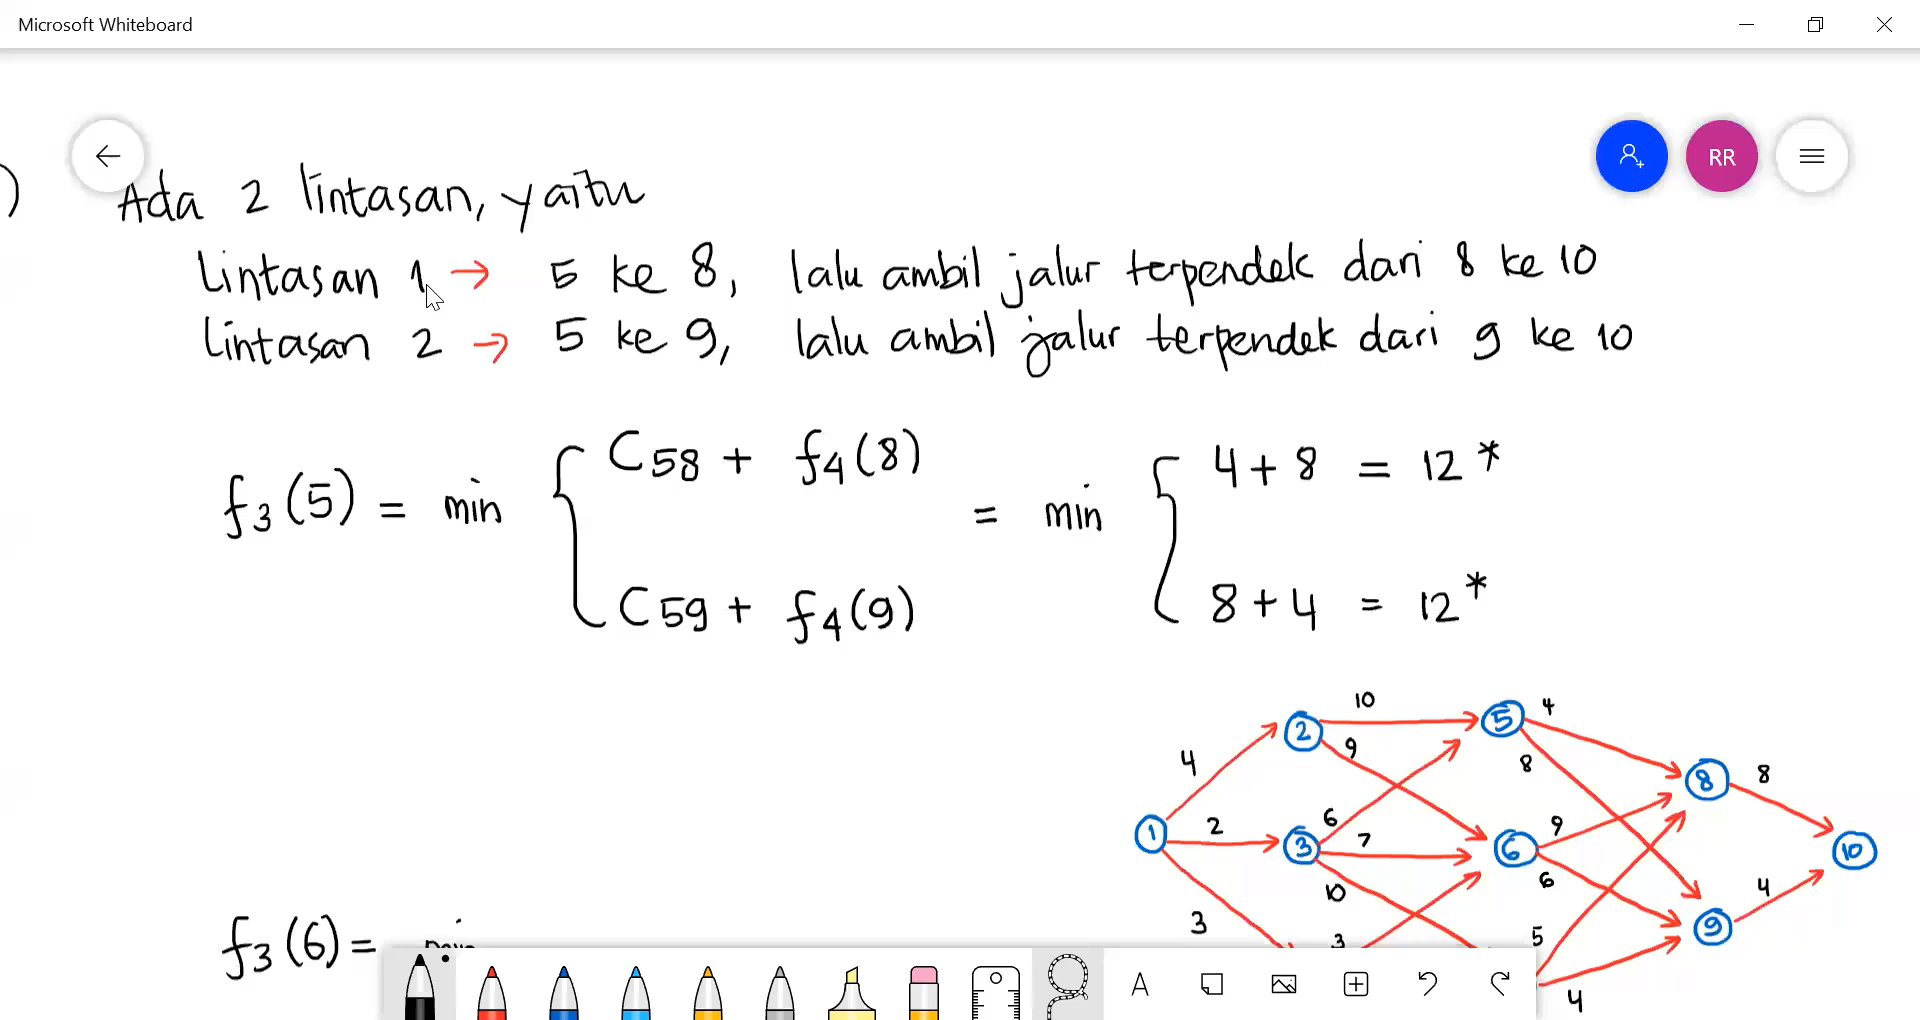 Microsoft Whiteboard
RR
)
Ada 2 lintasan, yaitu
Lintasan 1 → 5 ke 8, lalu ambil jalur terpendek dari 8 ke 10
Lintasan 2 → 5 ke 9, lalu ambil jalur terpendek dari 9 ke 10
f3(5) = min { C58 + f4(8) = min { 4 + 8 = 12*
C59 + f4(9) 8 + 4 = 12*
10
2 5 4
9
4 8
8 8
1 2 6 9
3 7 6 10
10 6 4
3 9
3 5
f3(6) =
A
4